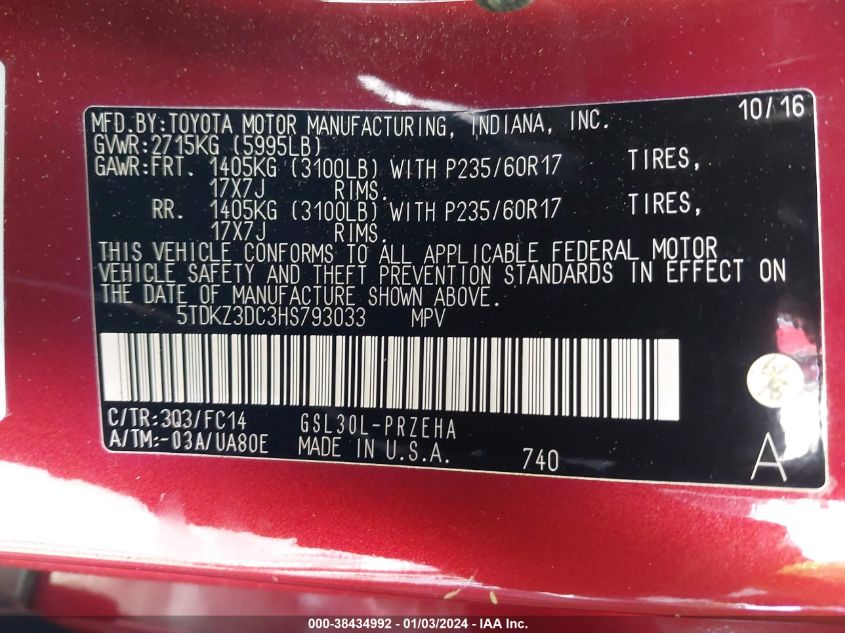 10/16
MFD.BY:TOYOTA MOTOR MANUFACTURING, INDIANA, INC.
GVWR:2715KG (5995LB)
GAWR:FRT. 1405KG (3100LB) WITH P235/60R17 TIRES,
17X7J RIMS.
RR. 1405KG (3100LB) WITH P235/60R17 TIRES,
17X7J RIMS.
THIS VEHICLE CONFORMS TO ALL APPLICABLE FEDERAL MOTOR
VEHICLE SAFETY AND THEFT PREVENTION STANDARDS IN EFFECT ON
THE DATE OF MANUFACTURE SHOWN ABOVE.
5TDKZ3DC3HS793033 MPV
C/TR:3Q3/FC14 GSL30L-PRZEHA
A/TM:-03A/UA80E MADE IN U.S.A. 740
A
000-38434992 - 01/03/2024 - IAA Inc.